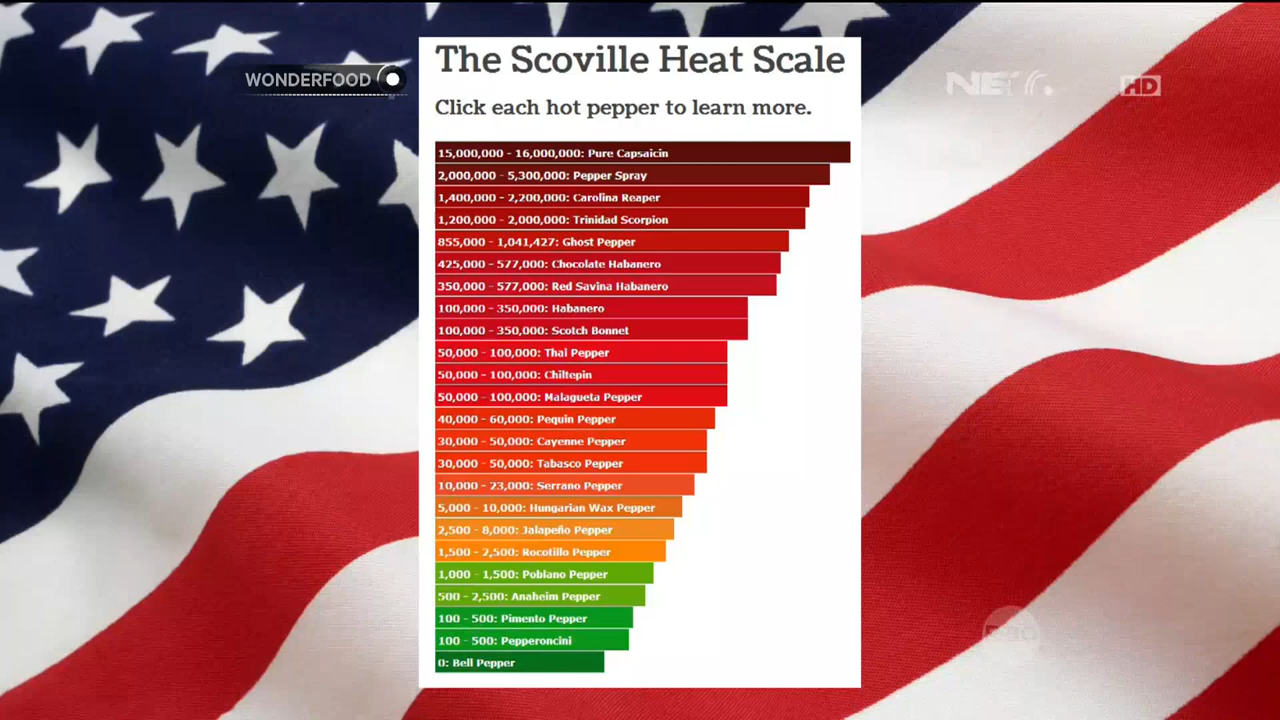 The Scoville Heat Scale
WONDERFOOD
NET.
HD
Click each hot pepper to learn more.
15,000,000 - 16,000,000: Pure Capsaicin
2,000,000 - 5,300,000: Pepper Spray
1,400,000 - 2,200,000: Carolina Reaper
1,200,000 - 2,000,000: Trinidad Scorpion
855,000 - 1,041,427: Ghost Pepper
425,000 - 577,000: Chocolate Habanero
350,000 - 577,000: Red Savina Habanero
100,000 - 350,000: Habanero
100,000 - 350,000: Scotch Bonnet
50,000 - 100,000: Thai Pepper
50,000 - 100,000: Chiltepin
50,000 - 100,000: Malagueta Pepper
40,000 - 60,000: Pequin Pepper
30,000 - 50,000: Cayenne Pepper
30,000 - 50,000: Tabasco Pepper
10,000 - 23,000: Serrano Pepper
5,000 - 10,000: Hungarian Wax Pepper
2,500 - 8,000: Jalapeño Pepper
1,500 - 2,500: Rocotillo Pepper
1,000 - 1,500: Poblano Pepper
500 - 2,500: Anaheim Pepper
100 - 500: Pimento Pepper
100 - 500: Pepperoncini
0: Bell Pepper